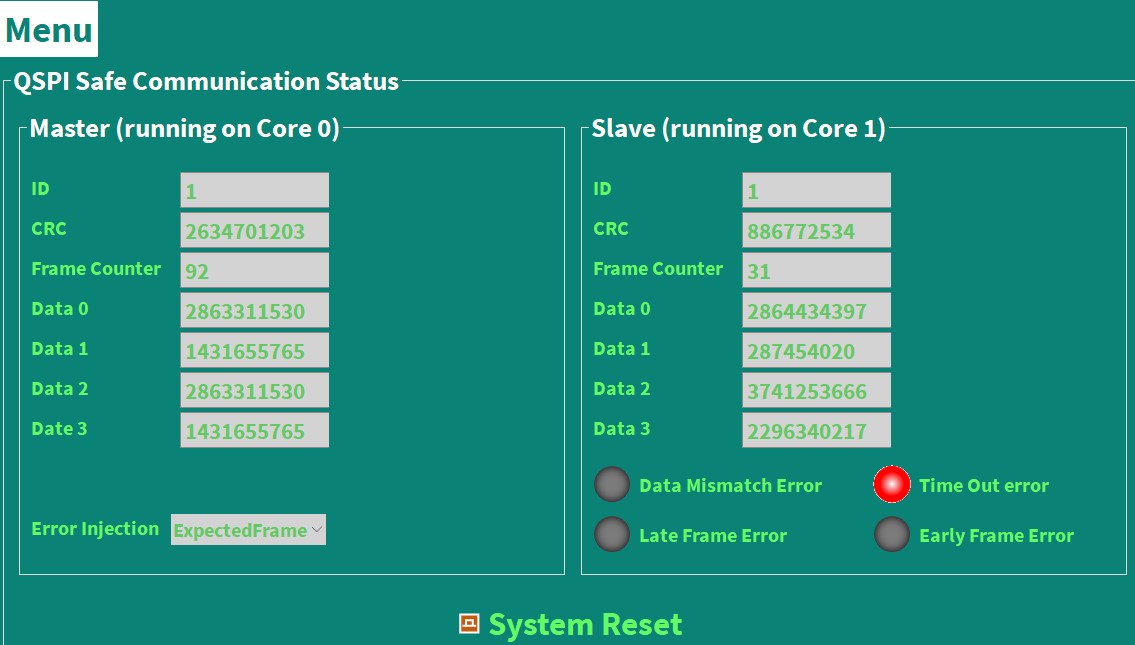 Menu
QSPI Safe Communication Status
Master (running on Core 0)
ID 1
CRC 2634701203
Frame Counter 92
Data 0 2863311530
Data 1 1431655765
Data 2 2863311530
Date 3 1431655765
Error Injection ExpectedFrame
Slave (running on Core 1)
ID 1
CRC 886772534
Frame Counter 31
Data 0 2864434397
Data 1 287454020
Data 2 3741253666
Data 3 2296340217
Data Mismatch Error Time Out error
Late Frame Error Early Frame Error
System Reset